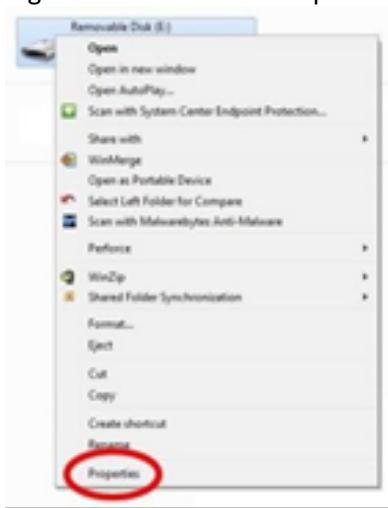 Removable Disk (E:)
Open
Open in new window
Open AutoPlay...
Scan with System Center Endpoint Protection...
Share with
WinMerge
Open as Portable Device
Select Left Folder for Compare
Scan with Malwarebytes Anti-Malware
Perforce
WinZip
Shared Folder Synchronization
Format...
Eject
Cut
Copy
Create shortcut
Rename
Properties